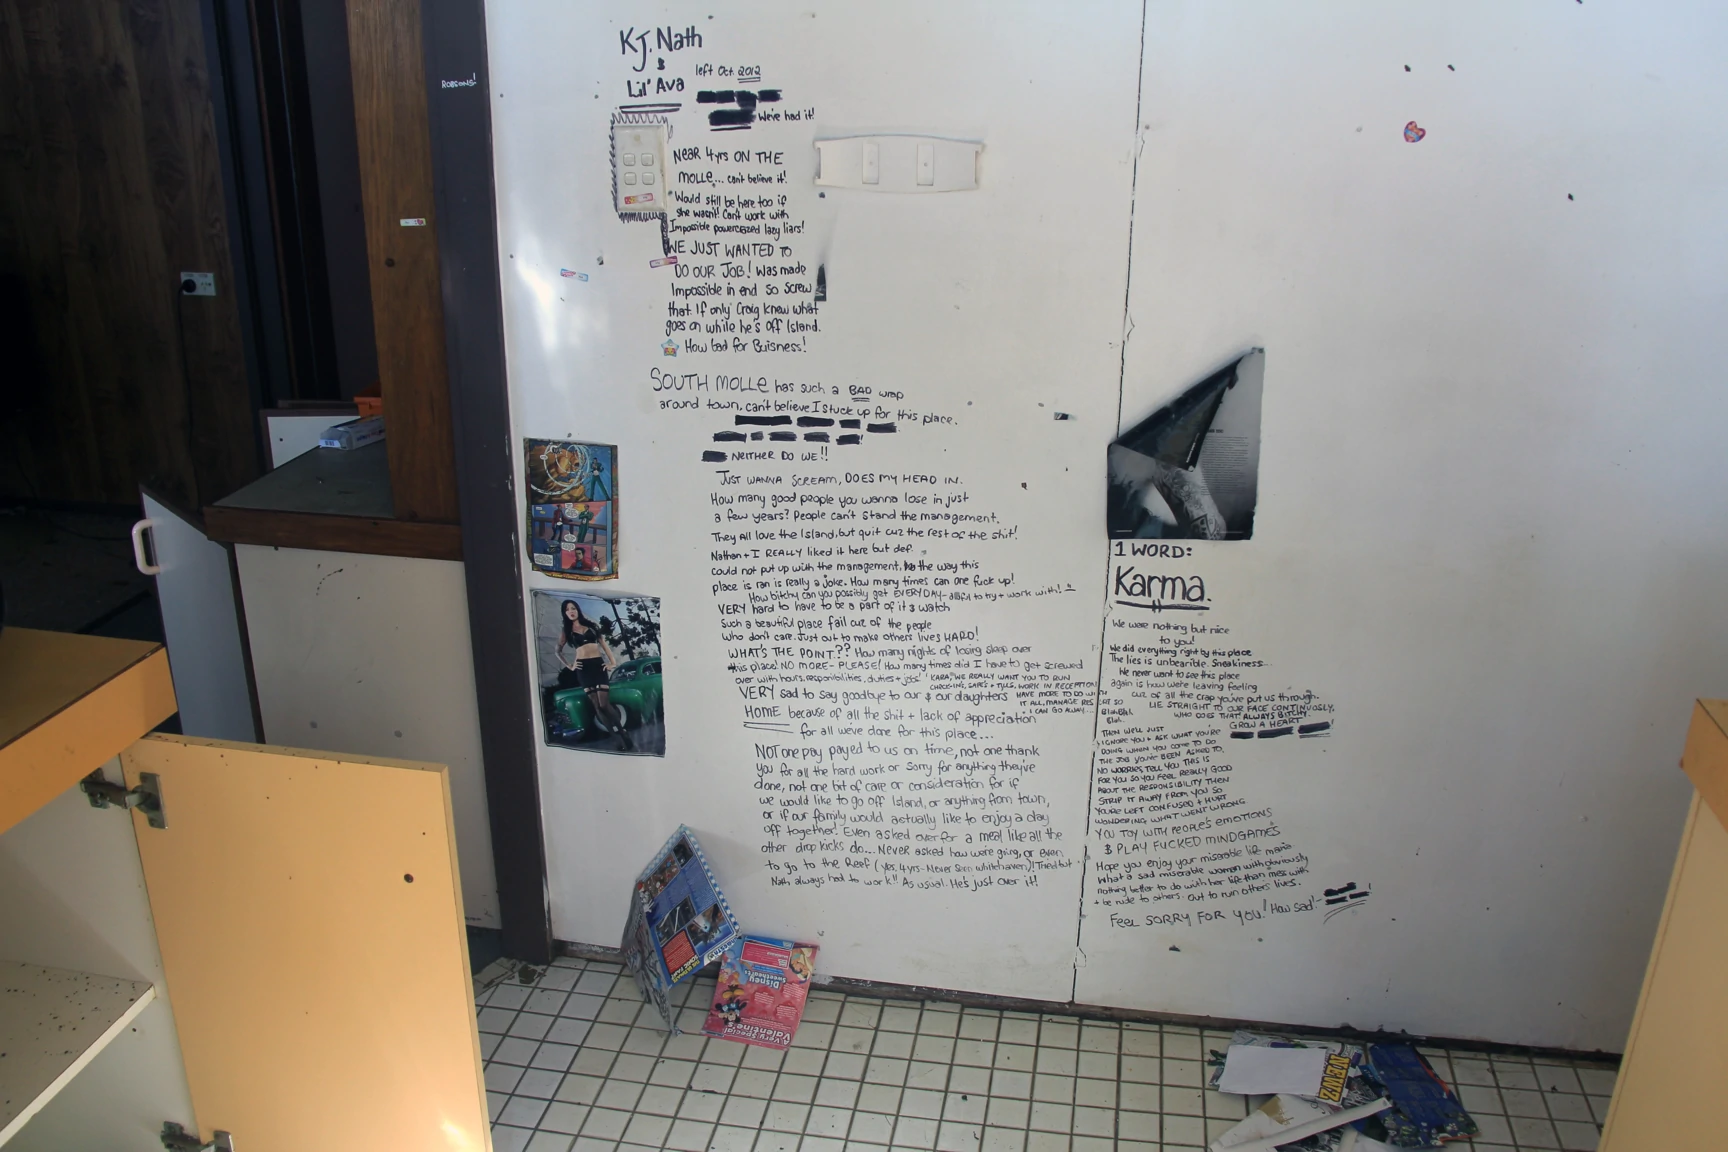 KJ. Nath
&
Lil' Ava
left Oct. 2012
We've had it!
NEAR 4yrs ON THE
MOLLE... can't believe it!
Would still be here too if
she wasn't! Can't work with
Impossible powercrazed lazy liars!
WE JUST WANTED TO
DO OUR JOB! Was made
Impossible in end so screw
that. If only Craig knew what
goes on while he's off Island.
How bad for Buisness!
SOUTH MOLLE has such a BAD wrap
around town, can't believe I stuck up for this place.
NEITHER DO WE!!
JUST WANNA SCREAM, DOES MY HEAD IN.
How many good people you wanna lose in just
a few years? People can't stand the management.
They All love the Island, but quit cuz the rest of the shit!
Nathan + I REALLY liked it here but def.
could not put up with the management, the way this
place is ran is really a joke. How many times can one fuck up!
How bitchy can you possibly get EVERYDAY - awful to try + work with!
VERY hard to have to be a part of it & watch
Such a beautiful place fail cuz of the people
who don't care. Just out to make others lives HARD!
WHAT'S THE POINT?? How many nights of losing sleep over
this place! NO MORE - PLEASE! How many times did I have to get screwed
over with hours, responibilities, duties + jobs! 'KARA, WE REALLY WANT YOU TO RUN
CHECK-INS, SAFES + TILLS, WORK IN RECEPTION
VERY sad to say goodbye to our & our daughters HAVE MORE TO DO WITH
IT ALL, MANAGE RES SO
HOME because of all the shit + lack of appreciation I CAN GO AWAY... Blah Blah Blah.
for all we've done for this place...
NOT one pay payed to us on time, not one thank
you for all the hard work or sorry for anything they've
done, not one bit of care or consideration for if
we would like to go off Island, or anything from town,
or if our family would actually like to enjoy a day
off together! Even asked over for a meal like all the
other drop kicks do... NEVER asked how we're going, or even
to go to the Reef (yes, 4yrs - Never Seen whitehaven)! Tried but
Nath always had to work!! As usual. He's just over it!
1 WORD:
Karma.
We were nothing but nice
to you!
We did everything right by this place
The lies is unbearible. Sneakiness...
We never want to see this place
again is how we're leaving feeling
cuz of all the crap you've put us through.
LIE STRAIGHT TO OUR FACE CONTINUOSLY,
WHO DOES THAT! ALWAYS BITCHY.
GROW A HEART
THEN WE'LL JUST
IGNORE YOU + ASK WHAT YOU'RE
DOING WHEN YOU COME TO DO
THE JOB YOU'VE BEEN ASKED TO.
NO WORRIES TELL YOU THIS IS
FOR YOU SO YOU FEEL REALLY GOOD
ABOUT THE RESPONSIBILITY THEN
STRIP IT AWAY FROM YOU SO
YOU'RE LEFT CONFUSED + HURT
WONDERING WHAT WENT WRONG
YOU TOY WITH PEOPLE'S EMOTIONS
& PLAY FUCKED MINDGAMES
Hope you enjoy your miserable life
What a sad miserable woman with obviously
nothing better to do with her life than mess with
+ be rude to others. out to ruin others lives.
FEEL SORRY FOR YOU! How sad!
ROBSONS!
Disney
sweethearts
A Very Special
Valentine's